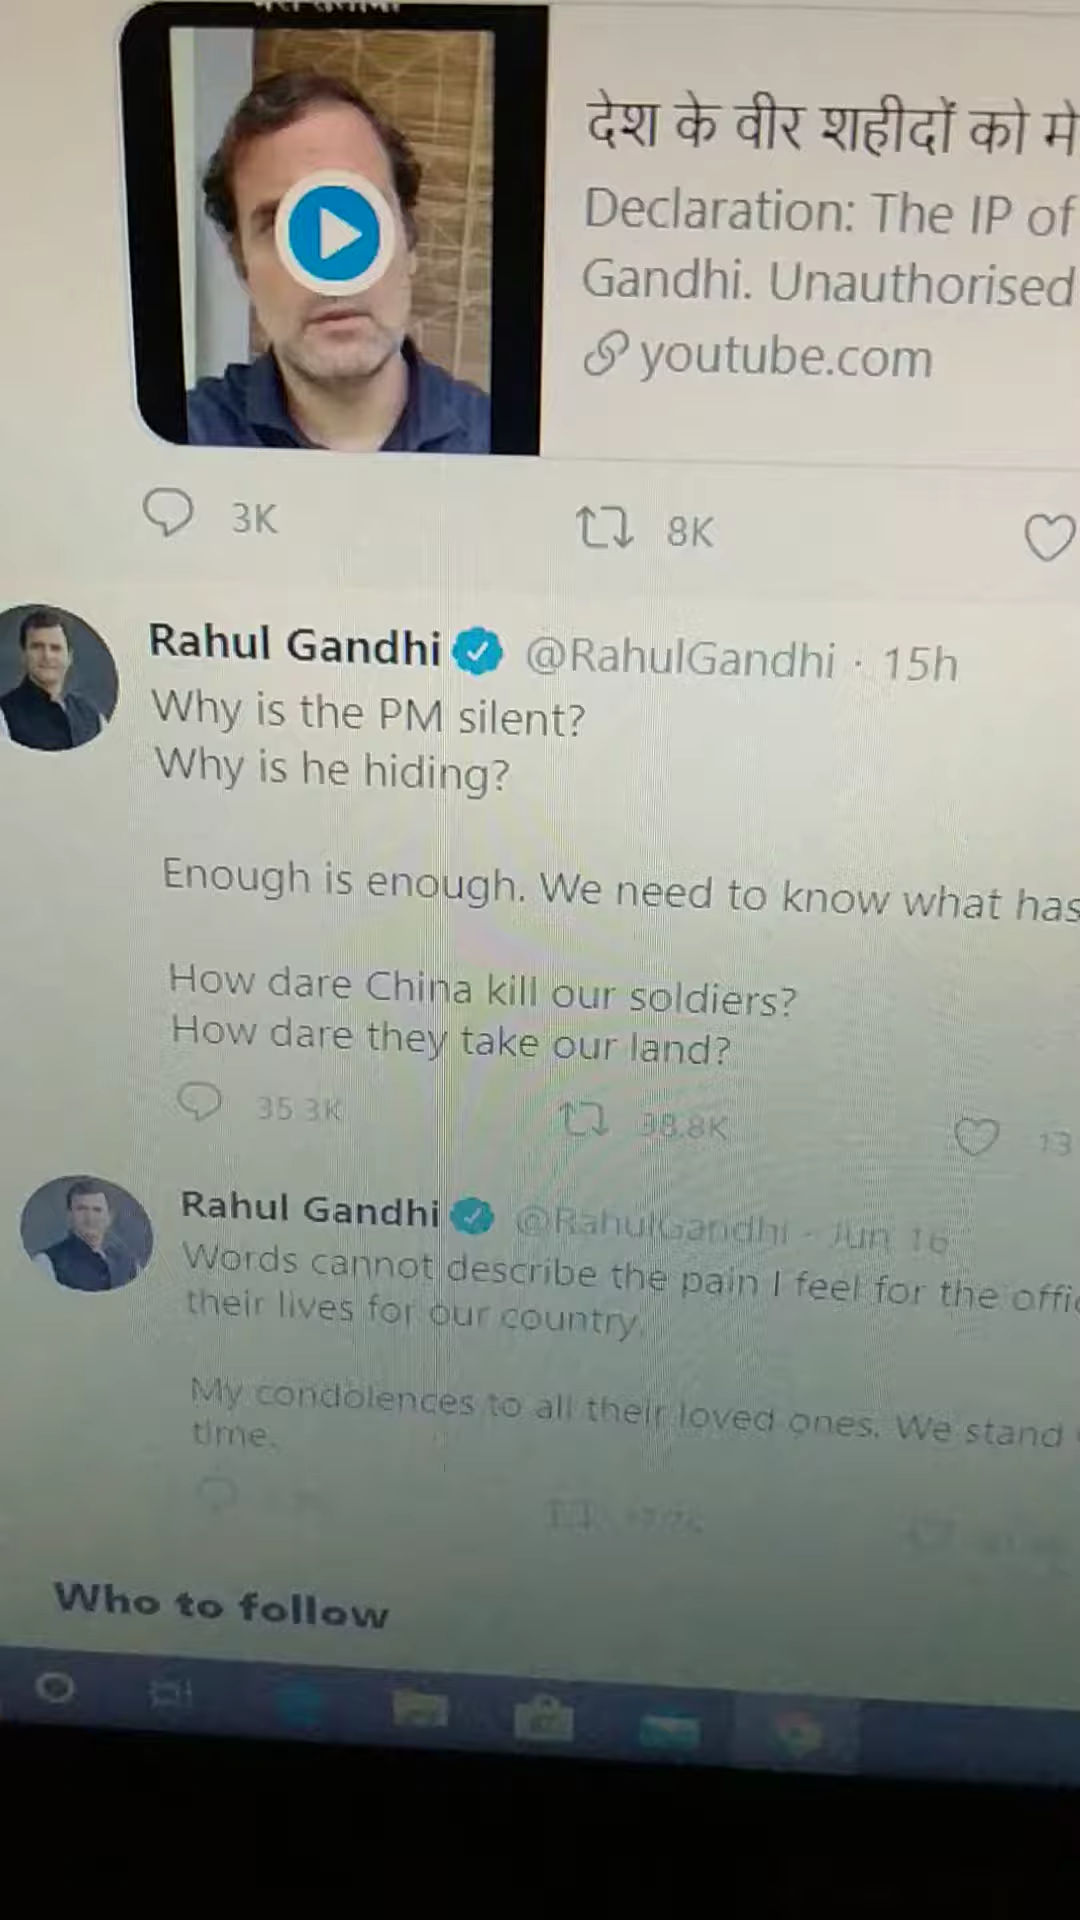 देश के वीर शहीदों को मे
Declaration: The IP of
Gandhi. Unauthorised
youtube.com
3K
8K
Rahul Gandhi @RahulGandhi · 15h
Why is the PM silent?
Why is he hiding?
Enough is enough. We need to know what has
How dare China kill our soldiers?
How dare they take our land?
35.3K
38.8K
13
Rahul Gandhi @RahulGandhi · Jun 16
Words cannot describe the pain I feel for the offic
their lives for our country.
My condolences to all their loved ones. We stand
time.
Who to follow